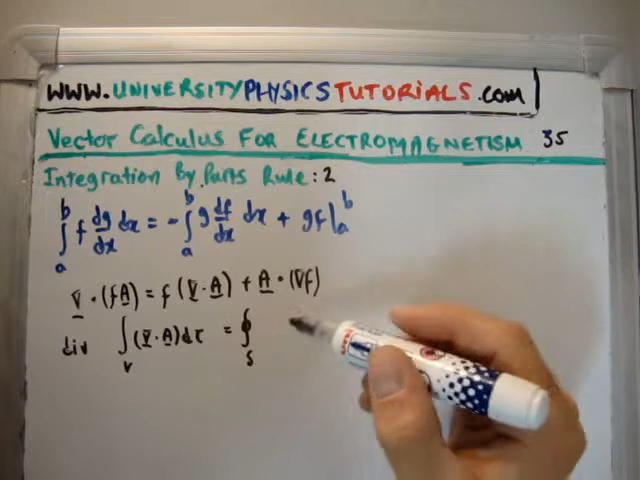 WWW.UNIVERSITYPHYSICSTUTORIALS.COM
Vector Calculus For Electromagnetism 35
Integration By Parts Rule: 2
∫ₐᵇ f dg/dx dx = -∫ₐᵇ g df/dx dx + gf|ₐᵇ
∇ · (fA) = f (∇ · A) + A · (∇f)
div ∫ᵥ (∇ · A)dτ = ∮ₛ